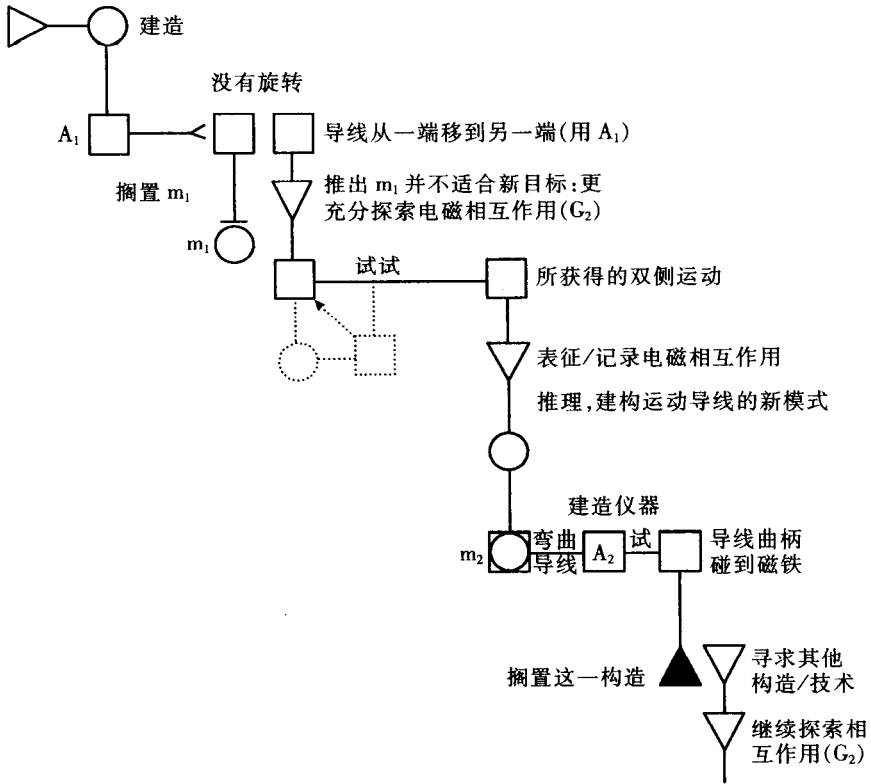 建造
没有旋转
A₁
导线从一端移到另一端(用 A₁)
搁置 m₁
推出 m₁ 并不适合新目标:更
充分探索电磁相互作用(G₂)
m₁
试试
所获得的双侧运动
表征/记录电磁相互作用
推理,建构运动导线的新模式
建造仪器
m₂
弯曲
导线
A₂
试
导线曲柄
碰到磁铁
搁置这一构造
寻求其他
构造/技术
继续探索相
互作用(G₂)